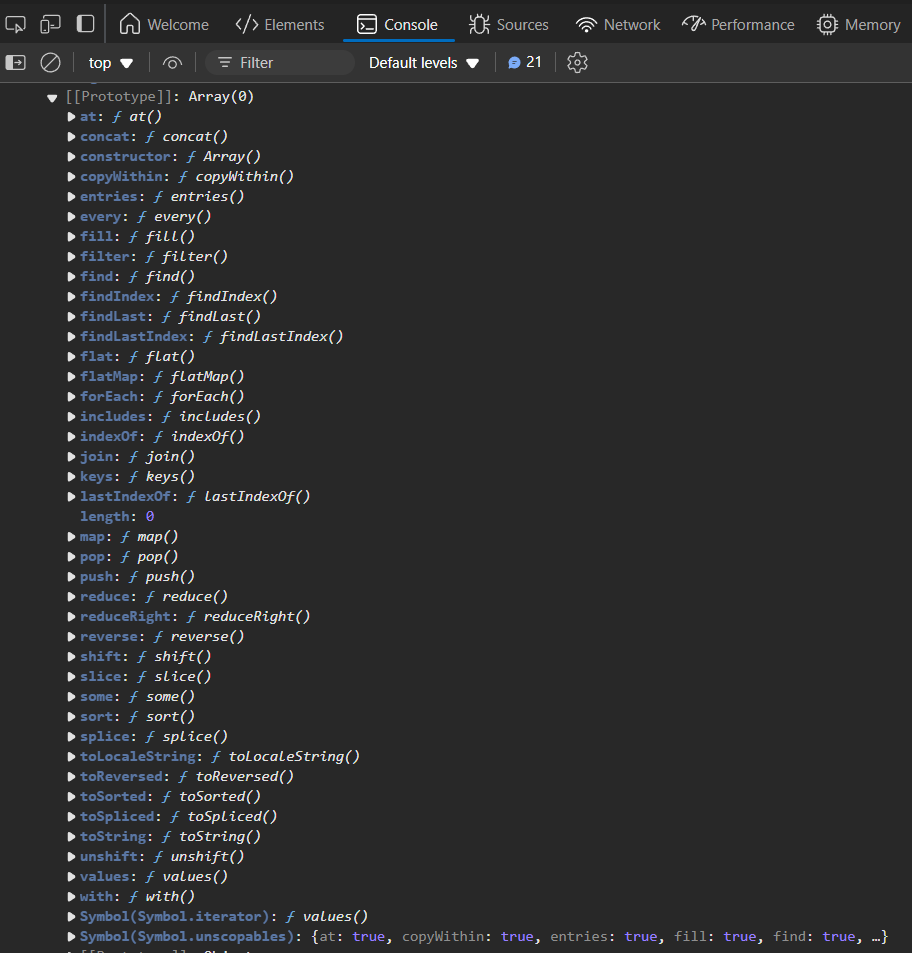 Welcome Elements Console Sources Network Performance Memory
top Filter Default levels 21
[[Prototype]]: Array(0)
at: ƒ at()
concat: ƒ concat()
constructor: ƒ Array()
copyWithin: ƒ copyWithin()
entries: ƒ entries()
every: ƒ every()
fill: ƒ fill()
filter: ƒ filter()
find: ƒ find()
findIndex: ƒ findIndex()
findLast: ƒ findLast()
findLastIndex: ƒ findLastIndex()
flat: ƒ flat()
flatMap: ƒ flatMap()
forEach: ƒ forEach()
includes: ƒ includes()
indexOf: ƒ indexOf()
join: ƒ join()
keys: ƒ keys()
lastIndexOf: ƒ lastIndexOf()
length: 0
map: ƒ map()
pop: ƒ pop()
push: ƒ push()
reduce: ƒ reduce()
reduceRight: ƒ reduceRight()
reverse: ƒ reverse()
shift: ƒ shift()
slice: ƒ slice()
some: ƒ some()
sort: ƒ sort()
splice: ƒ splice()
toLocaleString: ƒ toLocaleString()
toReversed: ƒ toReversed()
toSorted: ƒ toSorted()
toSpliced: ƒ toSpliced()
toString: ƒ toString()
unshift: ƒ unshift()
values: ƒ values()
with: ƒ with()
Symbol(Symbol.iterator): ƒ values()
Symbol(Symbol.unscopables): {at: true, copyWithin: true, entries: true, fill: true, find: true, …}